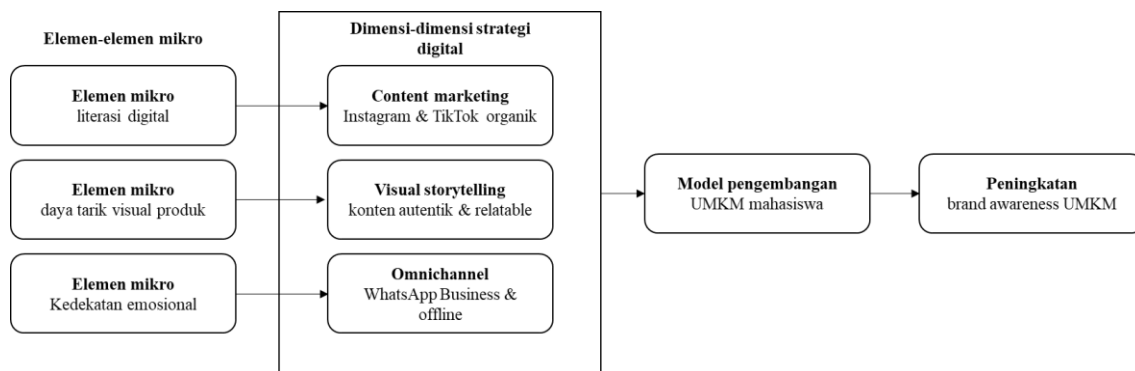 Elemen-elemen mikro
Dimensi-dimensi strategi
digital
Elemen mikro
literasi digital
Content marketing
Instagram & TikTok organik
Elemen mikro
daya tarik visual produk
Visual storytelling
konten autentik & relatable
Model pengembangan
UMKM mahasiswa
Peningkatan
brand awareness UMKM
Elemen mikro
Kedekatan emosional
Omnichannel
WhatsApp Business &
offline